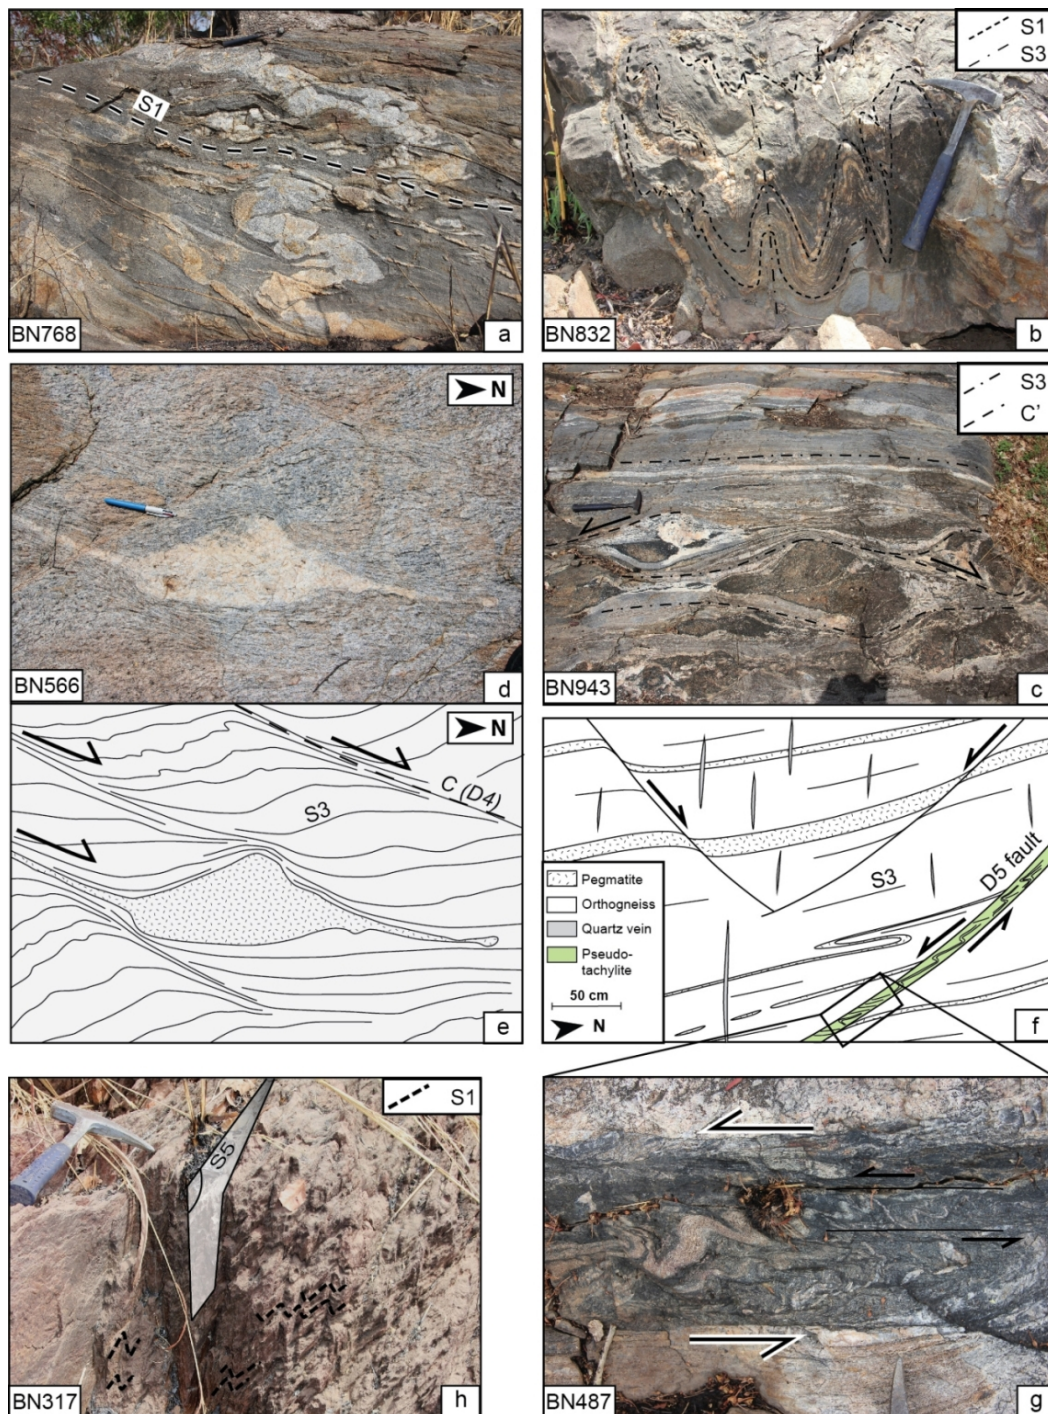 S1
BN768
a
S1
S3
BN832
b
N
BN566
d
S3
C'
BN943
c
N
C (D4)
S3
e
Pegmatite
Orthogneiss
Quartz vein
Pseudo-
tachylite
50 cm
N
S3
D5 fault
f
S1
S5
BN317
h
BN487
g